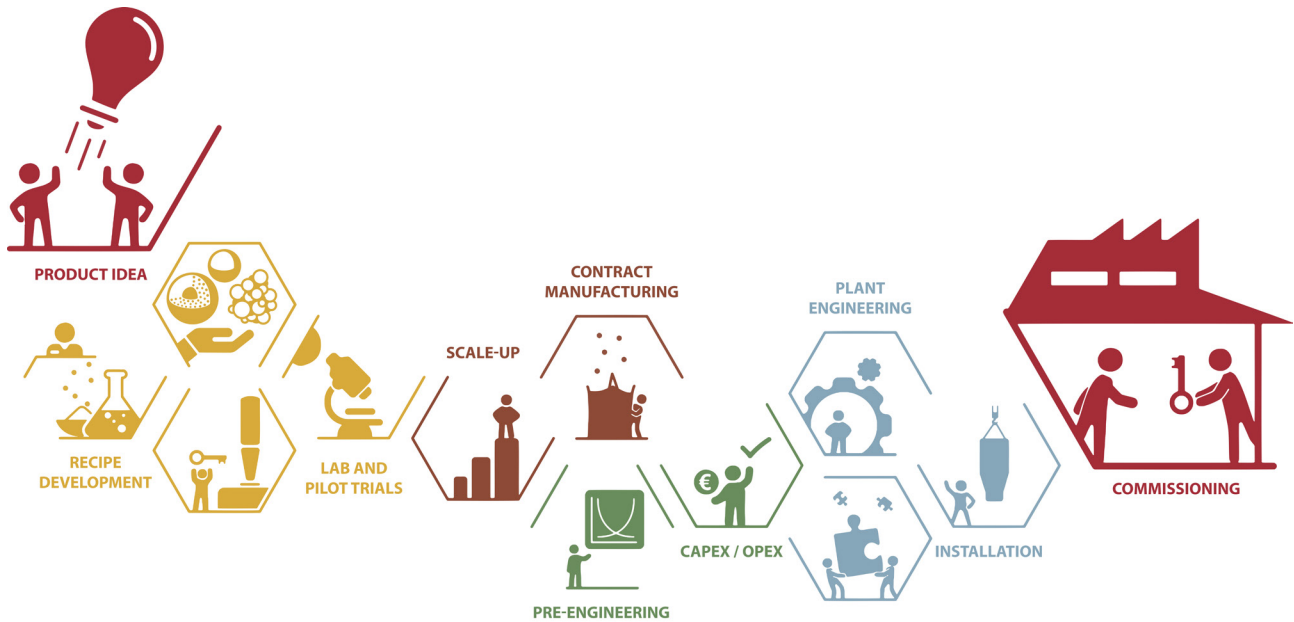 PRODUCT IDEA
RECIPE
DEVELOPMENT
LAB AND
PILOT TRIALS
SCALE-UP
CONTRACT
MANUFACTURING
PRE-ENGINEERING
€
CAPEX / OPEX
PLANT
ENGINEERING
INSTALLATION
COMMISSIONING